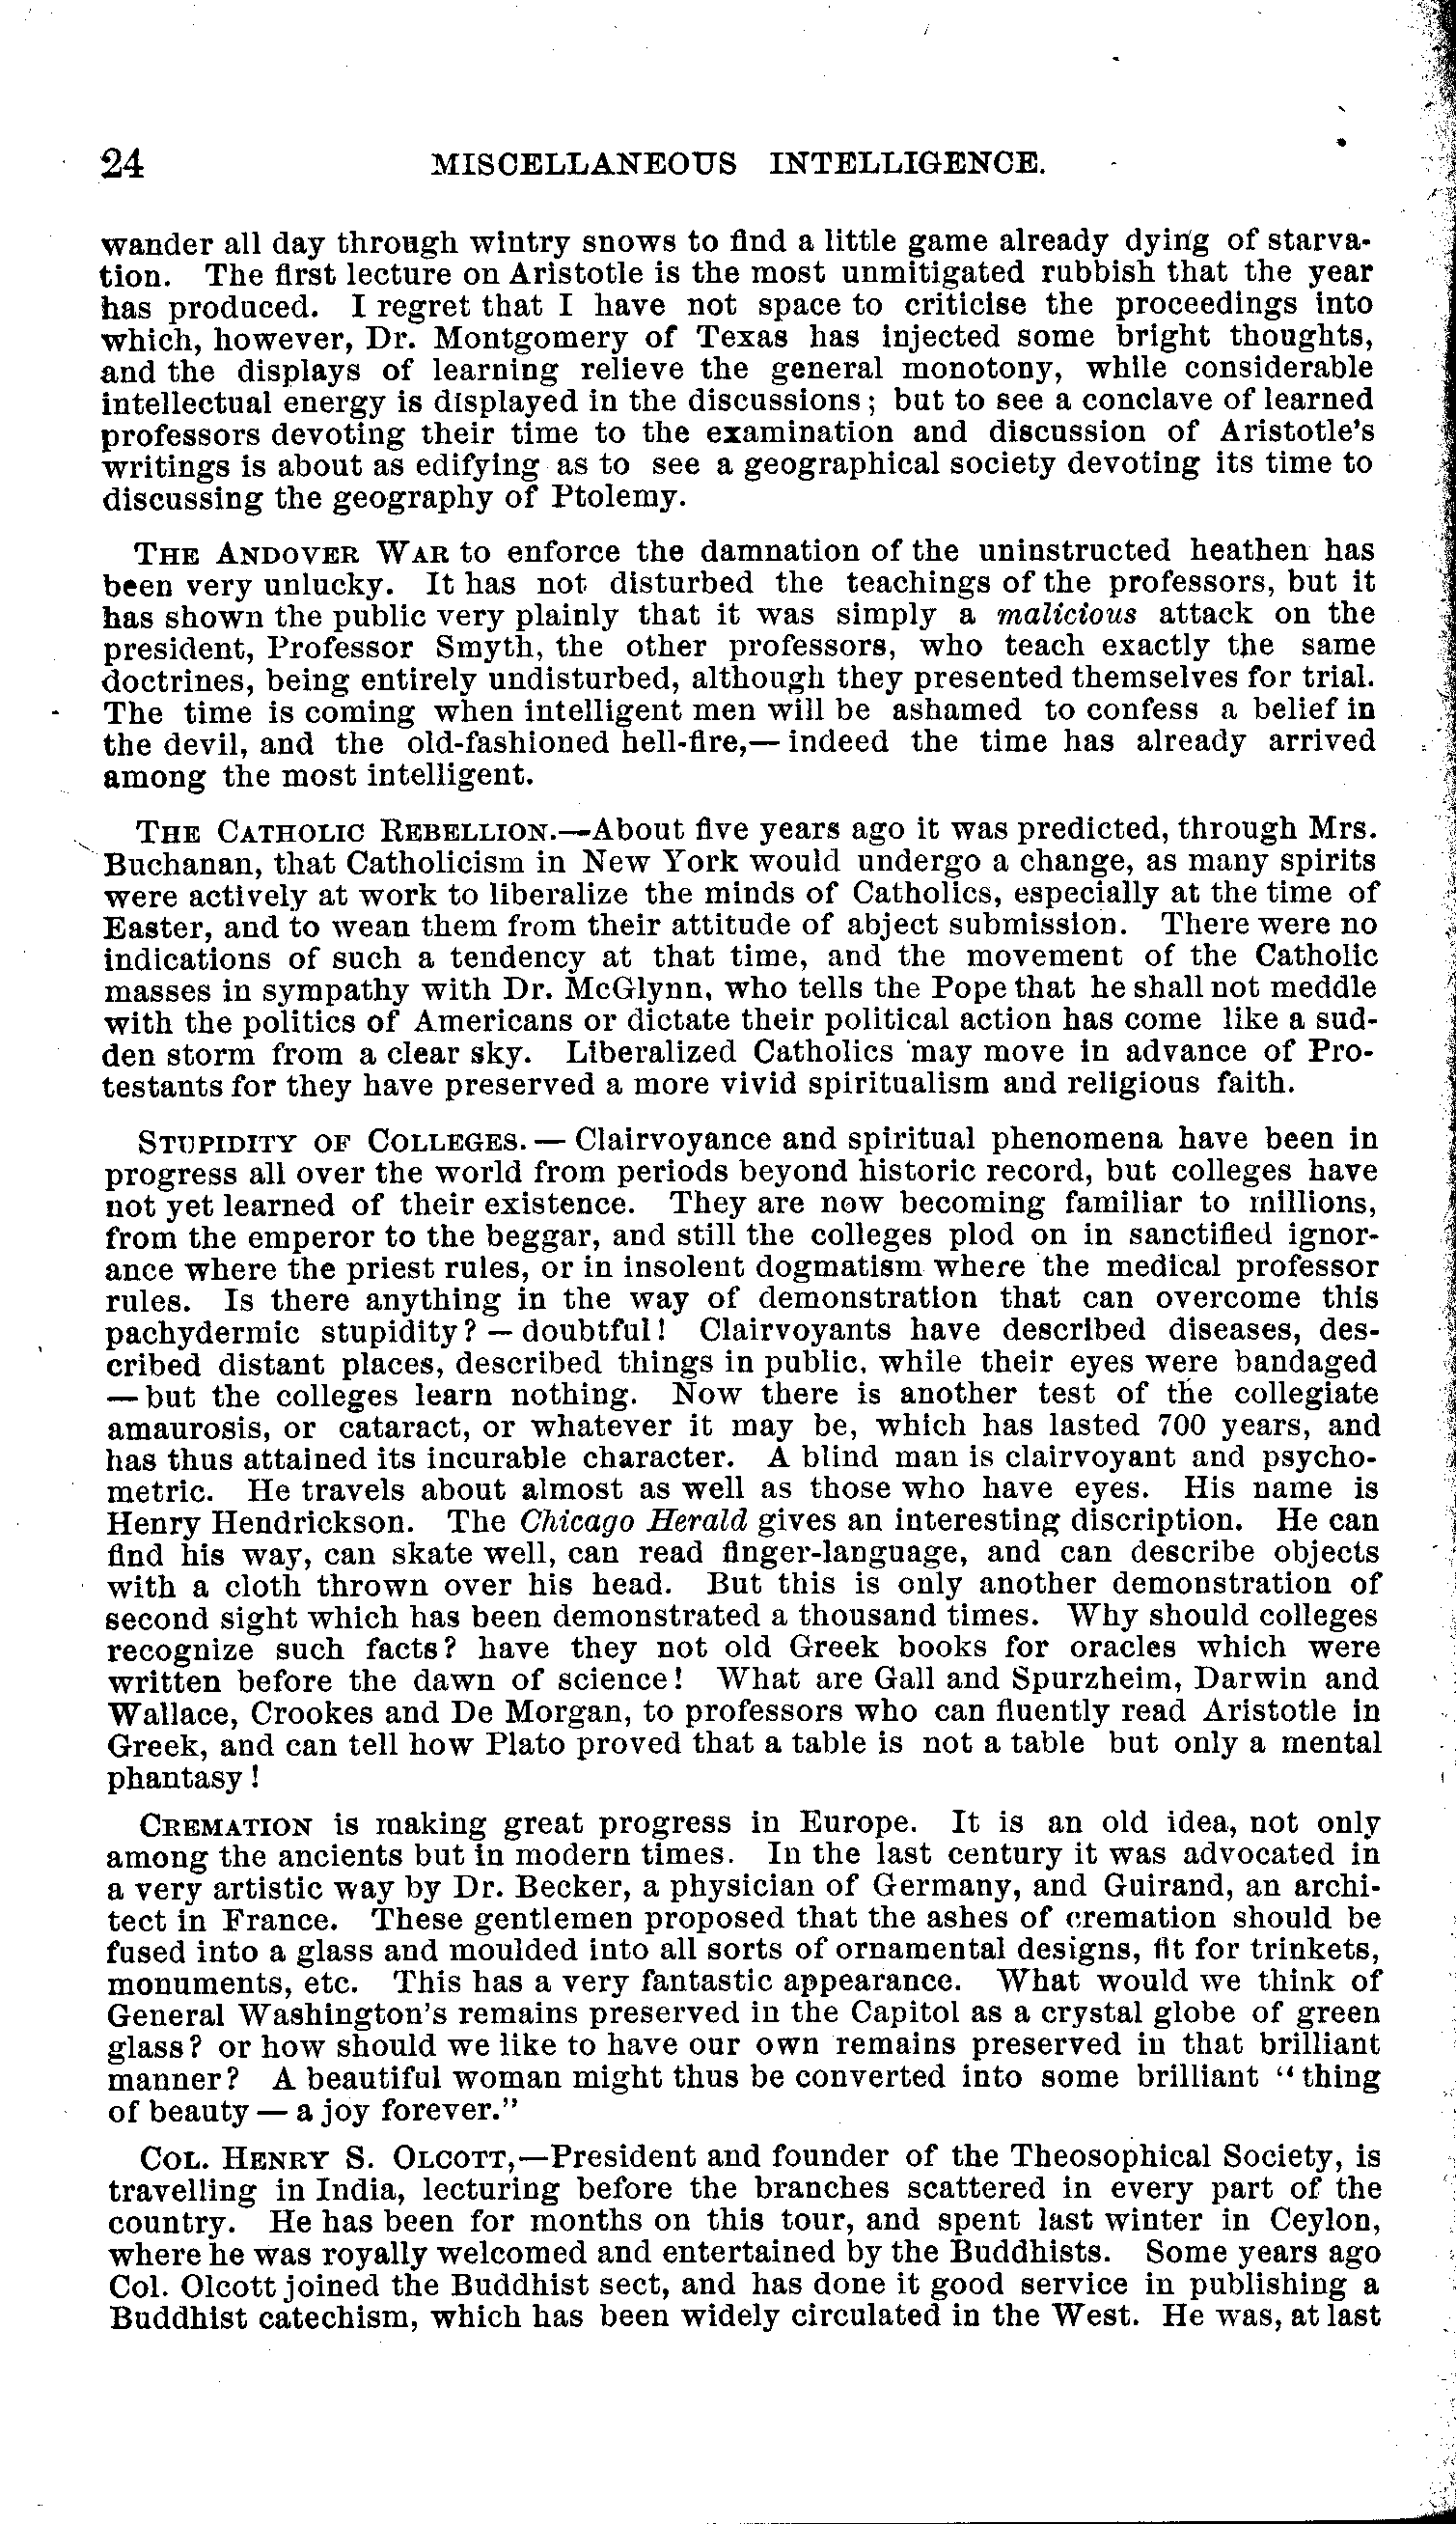 24 MISCELLANEOUS INTELLIGENCE.
wander all day through wintry snows to find a little game already dying of starva-
tion. The first lecture on Aristotle is the most unmitigated rubbish that the year
has produced. I regret that I have not space to criticise the proceedings into
which, however, Dr. Montgomery of Texas has injected some bright thoughts,
and the displays of learning relieve the general monotony, while considerable
intellectual energy is displayed in the discussions; but to see a conclave of learned
professors devoting their time to the examination and discussion of Aristotle's
writings is about as edifying as to see a geographical society devoting its time to
discussing the geography of Ptolemy.
THE ANDOVER WAR to enforce the damnation of the uninstructed heathen has
been very unlucky. It has not disturbed the teachings of the professors, but it
has shown the public very plainly that it was simply a malicious attack on the
president, Professor Smyth, the other professors, who teach exactly the same
doctrines, being entirely undisturbed, although they presented themselves for trial.
The time is coming when intelligent men will be ashamed to confess a belief in
the devil, and the old-fashioned hell-fire,— indeed the time has already arrived
among the most intelligent.
THE CATHOLIC REBELLION.—About five years ago it was predicted, through Mrs.
Buchanan, that Catholicism in New York would undergo a change, as many spirits
were actively at work to liberalize the minds of Catholics, especially at the time of
Easter, and to wean them from their attitude of abject submission. There were no
indications of such a tendency at that time, and the movement of the Catholic
masses in sympathy with Dr. McGlynn, who tells the Pope that he shall not meddle
with the politics of Americans or dictate their political action has come like a sud-
den storm from a clear sky. Liberalized Catholics may move in advance of Pro-
testants for they have preserved a more vivid spiritualism and religious faith.
STUPIDITY OF COLLEGES. — Clairvoyance and spiritual phenomena have been in
progress all over the world from periods beyond historic record, but colleges have
not yet learned of their existence. They are now becoming familiar to millions,
from the emperor to the beggar, and still the colleges plod on in sanctified ignor-
ance where the priest rules, or in insolent dogmatism where the medical professor
rules. Is there anything in the way of demonstration that can overcome this
pachydermic stupidity? — doubtful! Clairvoyants have described diseases, des-
cribed distant places, described things in public, while their eyes were bandaged
— but the colleges learn nothing. Now there is another test of the collegiate
amaurosis, or cataract, or whatever it may be, which has lasted 700 years, and
has thus attained its incurable character. A blind man is clairvoyant and psycho-
metric. He travels about almost as well as those who have eyes. His name is
Henry Hendrickson. The Chicago Herald gives an interesting discription. He can
find his way, can skate well, can read finger-language, and can describe objects
with a cloth thrown over his head. But this is only another demonstration of
second sight which has been demonstrated a thousand times. Why should colleges
recognize such facts? have they not old Greek books for oracles which were
written before the dawn of science! What are Gall and Spurzheim, Darwin and
Wallace, Crookes and De Morgan, to professors who can fluently read Aristotle in
Greek, and can tell how Plato proved that a table is not a table but only a mental
phantasy!
CREMATION is making great progress in Europe. It is an old idea, not only
among the ancients but in modern times. In the last century it was advocated in
a very artistic way by Dr. Becker, a physician of Germany, and Guirand, an archi-
tect in France. These gentlemen proposed that the ashes of cremation should be
fused into a glass and moulded into all sorts of ornamental designs, fit for trinkets,
monuments, etc. This has a very fantastic appearance. What would we think of
General Washington's remains preserved in the Capitol as a crystal globe of green
glass? or how should we like to have our own remains preserved in that brilliant
manner? A beautiful woman might thus be converted into some brilliant "thing
of beauty — a joy forever."
COL. HENRY S. OLCOTT,—President and founder of the Theosophical Society, is
travelling in India, lecturing before the branches scattered in every part of the
country. He has been for months on this tour, and spent last winter in Ceylon,
where he was royally welcomed and entertained by the Buddhists. Some years ago
Col. Olcott joined the Buddhist sect, and has done it good service in publishing a
Buddhist catechism, which has been widely circulated in the West. He was, at last